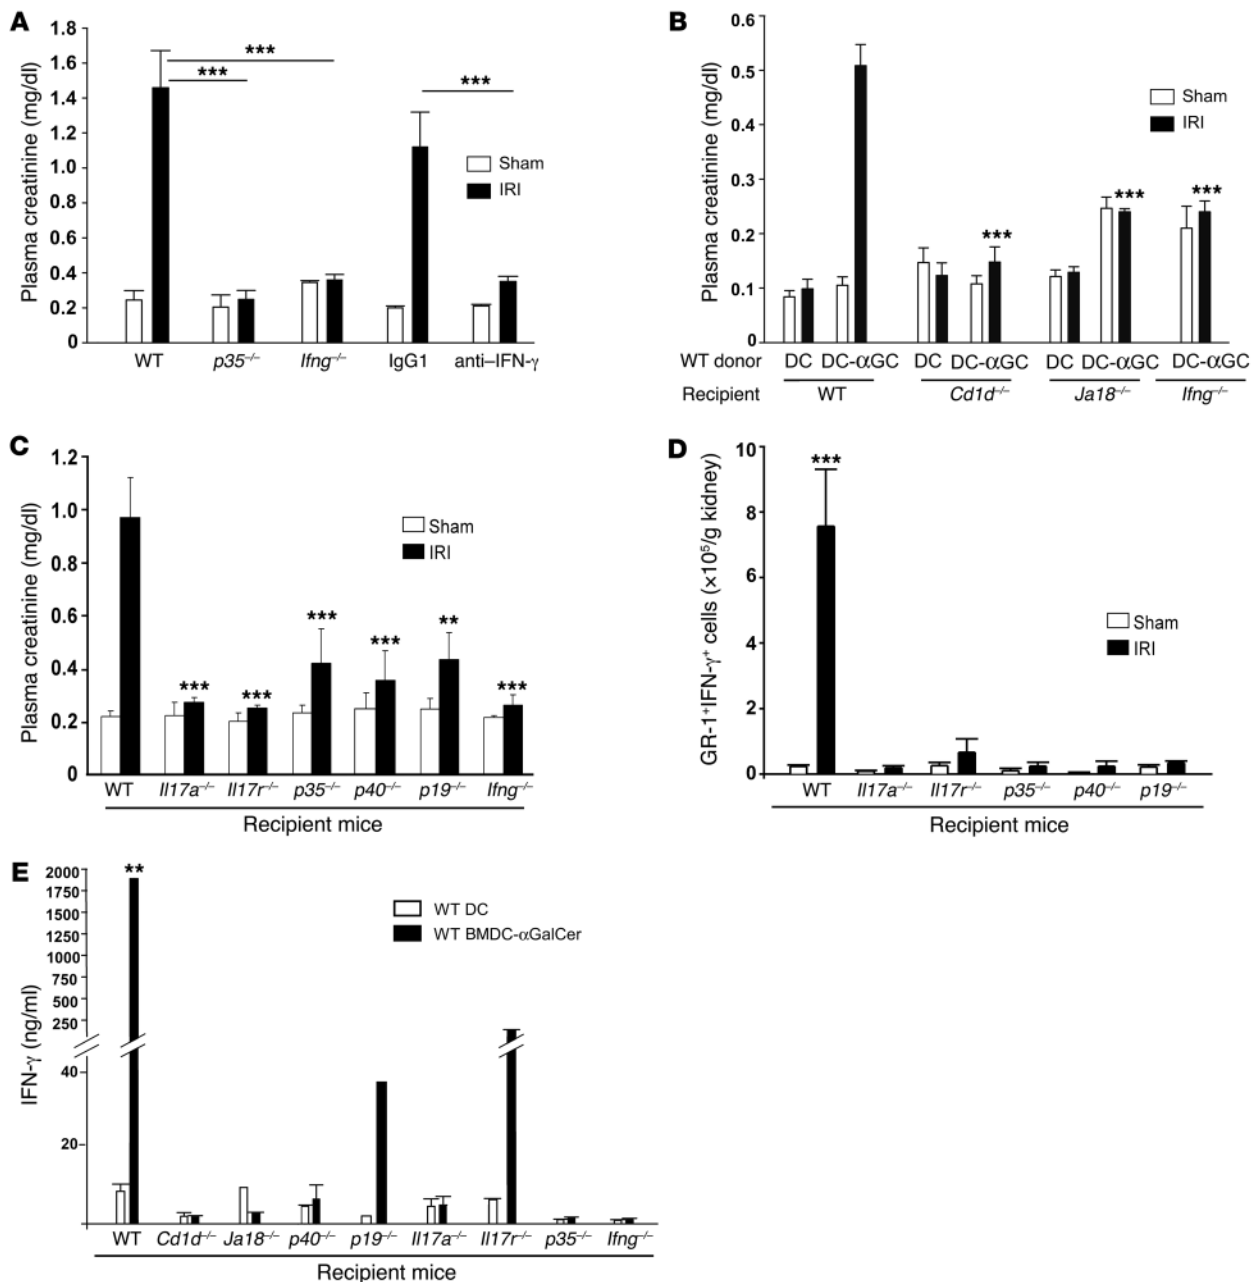 A
Plasma creatinine (mg/dl)
1.8
1.6
1.4
1.2
1.0
0.8
0.6
0.4
0.2
0
***
***
***
Sham
IRI
WT p35–/– Ifng–/– IgG1 anti–IFN-γ
B
Plasma creatinine (mg/dl)
0.6
0.5
0.4
0.3
0.2
0.1
0
Sham
IRI
***
***
***
WT donor DC DC-αGC DC DC-αGC DC DC-αGC DC-αGC
Recipient WT Cd1d–/– Ja18–/– Ifng–/–
C
Plasma creatinine (mg/dl)
1.2
1.0
0.8
0.6
0.4
0.2
0
Sham
IRI
***
***
***
***
**
***
WT Il17a–/– Il17r–/– p35–/– p40–/– p19–/– Ifng–/–
Recipient mice
D
GR-1+IFN-γ+ cells (×10⁵/g kidney)
10
8
6
4
2
0
***
Sham
IRI
WT Il17a–/– Il17r–/– p35–/– p40–/– p19–/–
Recipient mice
E
IFN-γ (ng/ml)
2000
1750
1500
1250
1000
750
500
250
40
20
**
WT DC
WT BMDC-αGalCer
WT Cd1d–/– Ja18–/– p40–/– p19–/– Il17a–/– Il17r–/– p35–/– Ifng–/–
Recipient mice